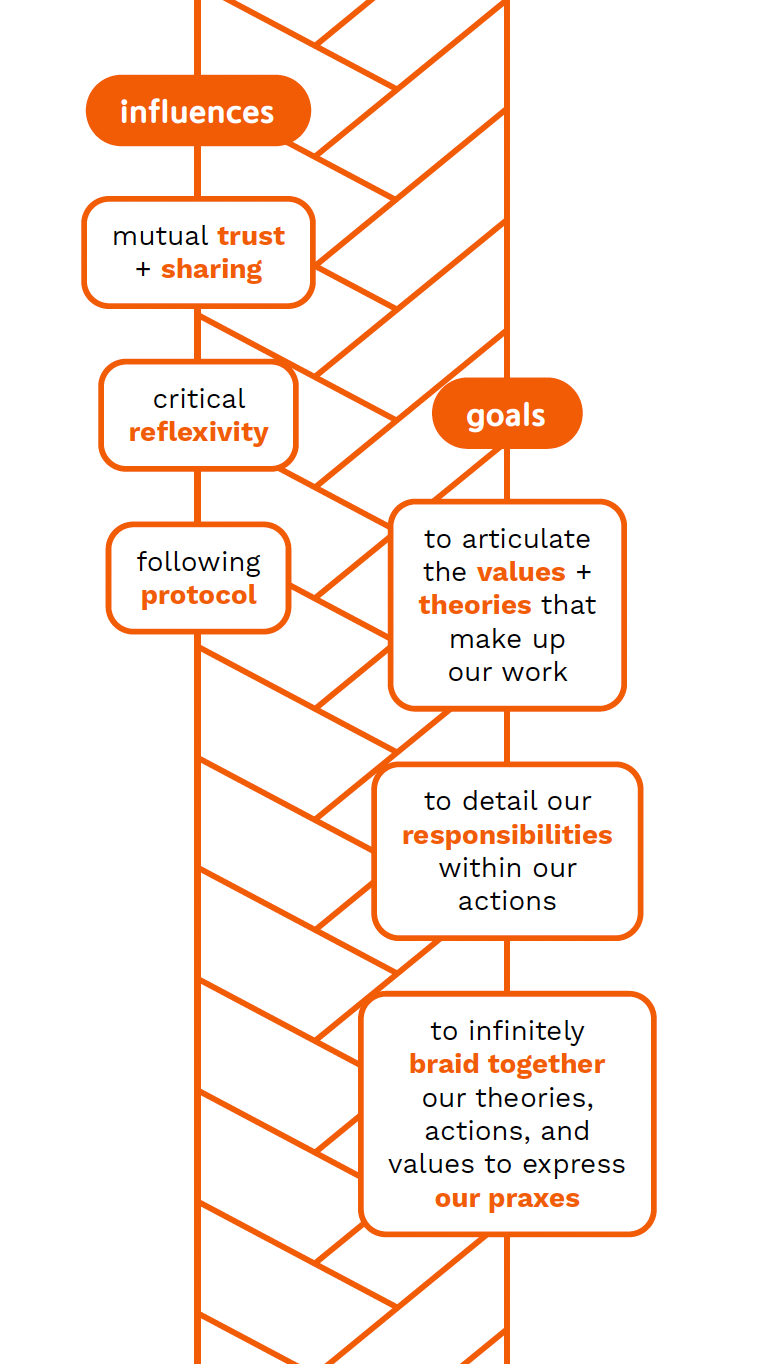 influences
mutual trust
+ sharing
critical
reflexivity
following
protocol
goals
to articulate
the values +
theories that
make up
our work
to detail our
responsibilities
within our
actions
to infinitely
braid together
our theories,
actions, and
values to express
our praxes